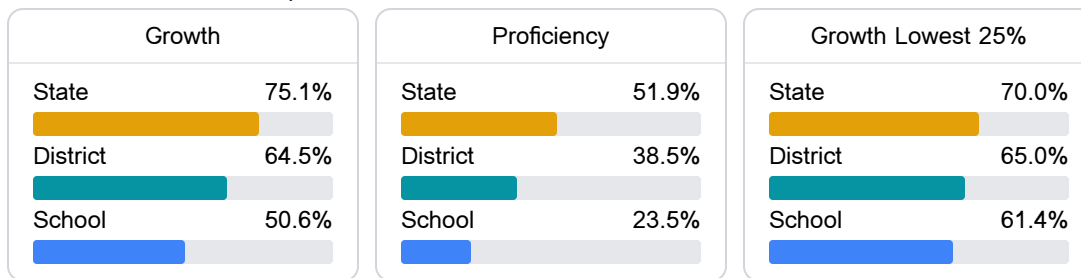 Growth
State 75.1%
District 64.5%
School 50.6%
Proficiency
State 51.9%
District 38.5%
School 23.5%
Growth Lowest 25%
State 70.0%
District 65.0%
School 61.4%